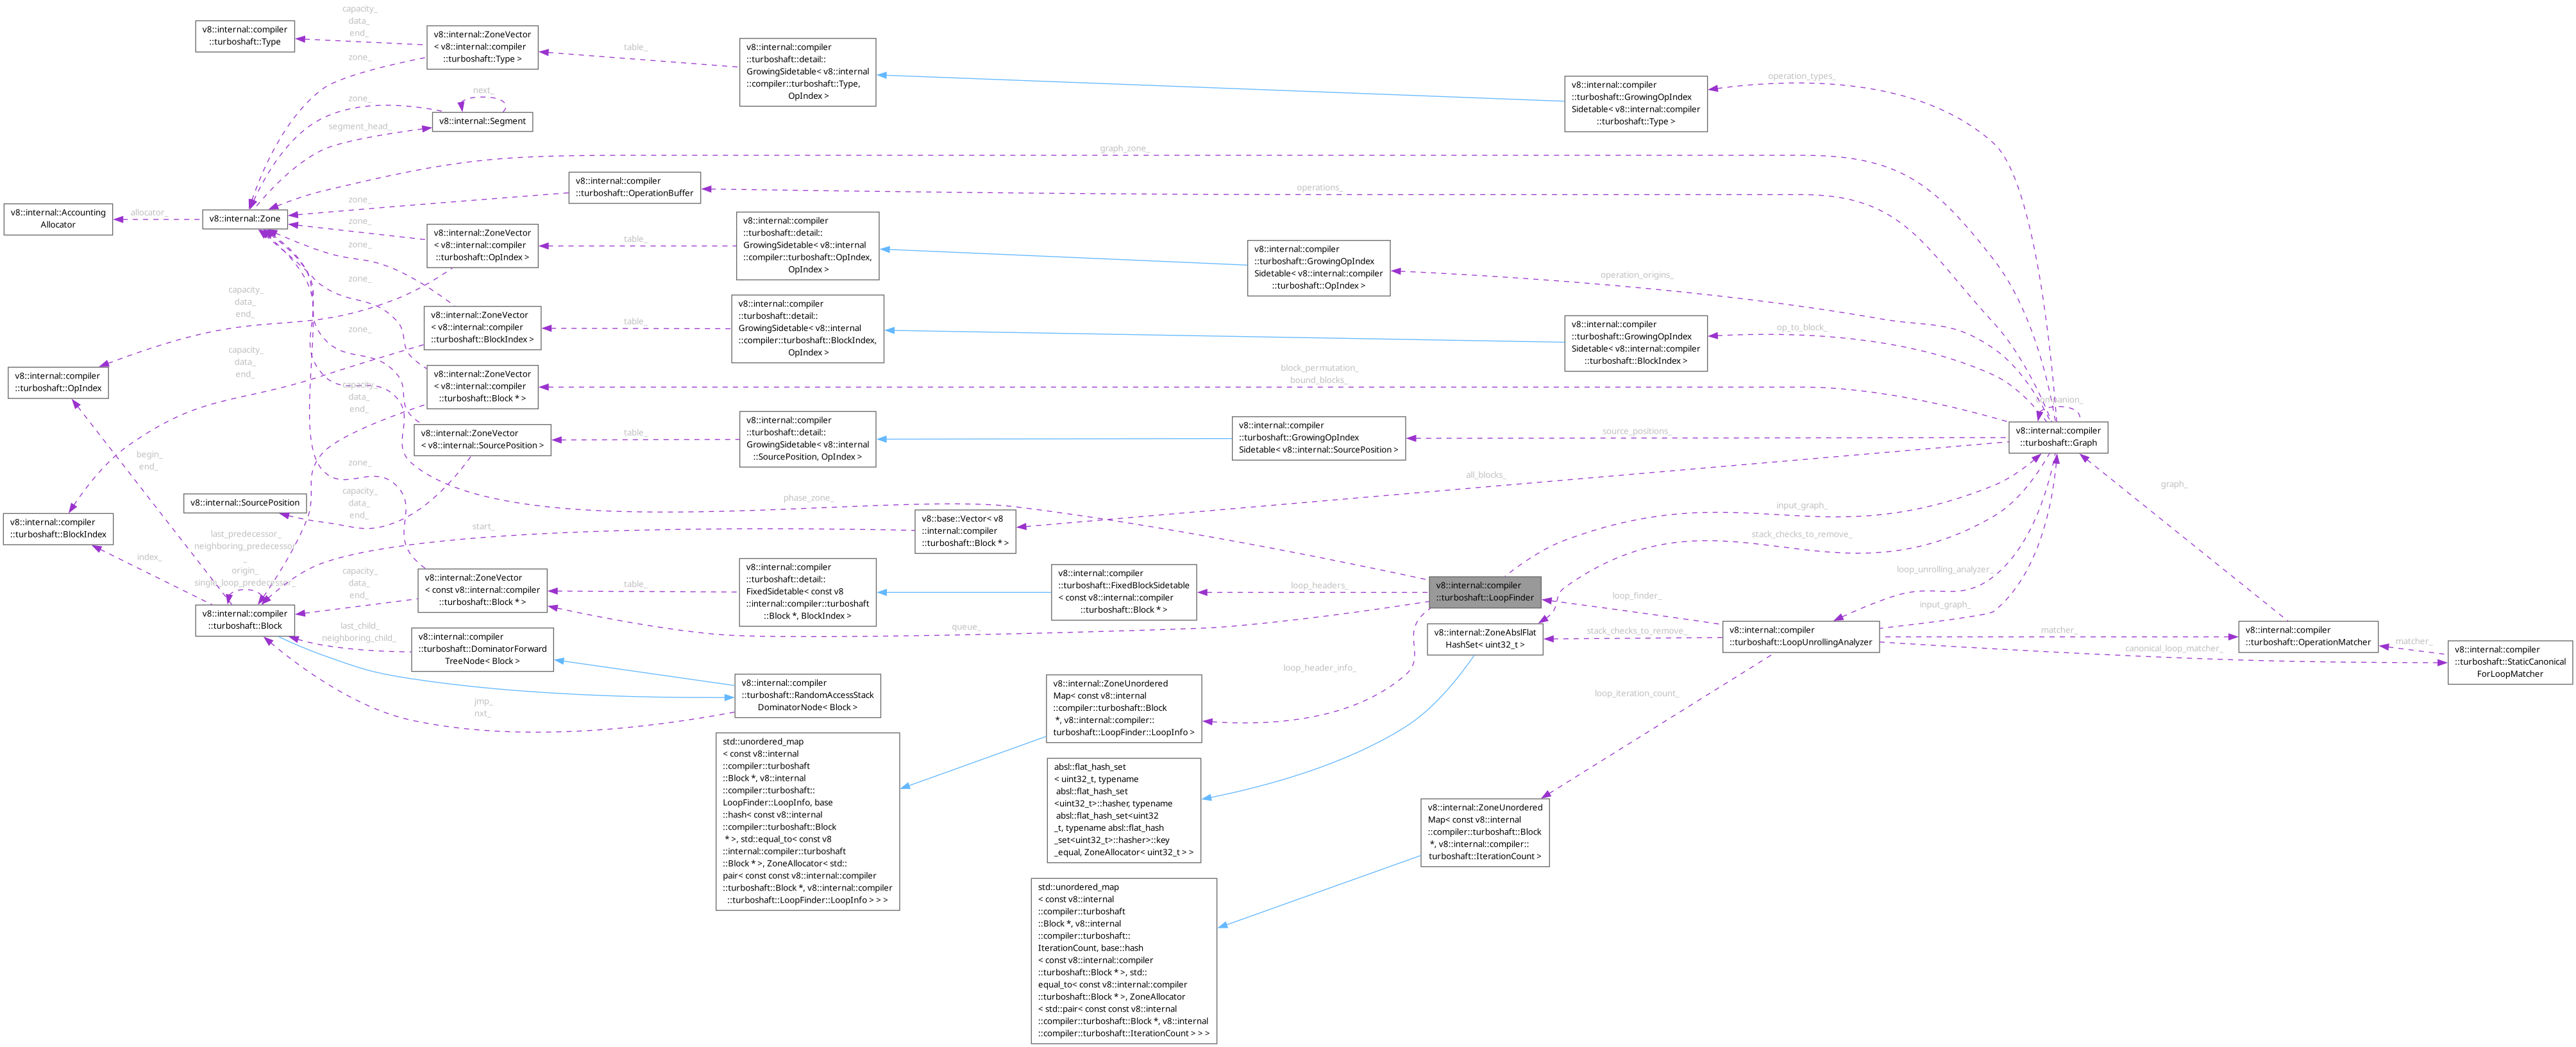 v8::internal::compiler
::turboshaft::Type
capacity_
data_
end_
zone_
v8::internal::ZoneVector
< v8::internal::compiler
::turboshaft::Type >
table_
v8::internal::compiler
::turboshaft::detail::
GrowingSidetable< v8::internal
::compiler::turboshaft::Type,
OpIndex >
v8::internal::compiler
::turboshaft::GrowingOpIndex
Sidetable< v8::internal::compiler
::turboshaft::Type >
operation_types_
zone_
next_
v8::internal::Segment
segment_head_
graph_zone_
v8::internal::compiler
::turboshaft::OperationBuffer
operations_
v8::internal::Accounting
Allocator
allocator_
v8::internal::Zone
zone_
zone_
v8::internal::ZoneVector
< v8::internal::compiler
::turboshaft::OpIndex >
table_
v8::internal::compiler
::turboshaft::detail::
GrowingSidetable< v8::internal
::compiler::turboshaft::OpIndex,
OpIndex >
v8::internal::compiler
::turboshaft::GrowingOpIndex
Sidetable< v8::internal::compiler
::turboshaft::OpIndex >
operation_origins_
zone_
zone_
capacity_
data_
end_
v8::internal::ZoneVector
< v8::internal::compiler
::turboshaft::BlockIndex >
table_
v8::internal::compiler
::turboshaft::detail::
GrowingSidetable< v8::internal
::compiler::turboshaft::BlockIndex,
OpIndex >
v8::internal::compiler
::turboshaft::GrowingOpIndex
Sidetable< v8::internal::compiler
::turboshaft::BlockIndex >
op_to_block_
zone_
capacity_
data_
end_
v8::internal::compiler
::turboshaft::OpIndex
v8::internal::ZoneVector
< v8::internal::compiler
::turboshaft::Block * >
block_permutation_
bound_blocks_
capacity_
data_
end_
v8::internal::ZoneVector
< v8::internal::SourcePosition >
table_
v8::internal::compiler
::turboshaft::detail::
GrowingSidetable< v8::internal
::SourcePosition, OpIndex >
v8::internal::compiler
::turboshaft::GrowingOpIndex
Sidetable< v8::internal::SourcePosition >
source_positions_
companion_
v8::internal::compiler
::turboshaft::Graph
begin_
end_
zone_
all_blocks_
graph_
v8::internal::SourcePosition
capacity_
data_
end_
phase_zone_
input_graph_
v8::internal::compiler
::turboshaft::BlockIndex
start_
v8::base::Vector< v8
::internal::compiler
::turboshaft::Block * >
stack_checks_to_remove_
index_
last_predecessor_
neighboring_predecessor
_
origin_
single_loop_predecessor_
capacity_
data_
end_
v8::internal::ZoneVector
< const v8::internal::compiler
::turboshaft::Block * >
table_
v8::internal::compiler
::turboshaft::detail::
FixedSidetable< const v8
::internal::compiler::turboshaft
::Block *, BlockIndex >
v8::internal::compiler
::turboshaft::FixedBlockSidetable
< const v8::internal::compiler
::turboshaft::Block * >
loop_headers_
v8::internal::compiler
::turboshaft::LoopFinder
loop_finder_
loop_unrolling_analyzer_
input_graph_
queue_
v8::internal::compiler
::turboshaft::Block
last_child_
neighboring_child_
v8::internal::compiler
::turboshaft::DominatorForward
TreeNode< Block >
v8::internal::ZoneAbslFlat
HashSet< uint32_t >
stack_checks_to_remove_
v8::internal::compiler
::turboshaft::LoopUnrollingAnalyzer
matcher_
canonical_loop_matcher_
v8::internal::compiler
::turboshaft::OperationMatcher
matcher_
v8::internal::compiler
::turboshaft::StaticCanonical
ForLoopMatcher
loop_header_info_
jmp_
nxt_
v8::internal::compiler
::turboshaft::RandomAccessStack
DominatorNode< Block >
v8::internal::ZoneUnordered
Map< const v8::internal
::compiler::turboshaft::Block
*, v8::internal::compiler::
turboshaft::LoopFinder::LoopInfo >
loop_iteration_count_
std::unordered_map
< const v8::internal
::compiler::turboshaft
::Block *, v8::internal
::compiler::turboshaft::
LoopFinder::LoopInfo, base
::hash< const v8::internal
::compiler::turboshaft::Block
* >, std::equal_to< const v8
::internal::compiler::turboshaft
::Block * >, ZoneAllocator< std::
pair< const const v8::internal::compiler
::turboshaft::Block *, v8::internal::compiler
::turboshaft::LoopFinder::LoopInfo > > >
absl::flat_hash_set
< uint32_t, typename
absl::flat_hash_set
<uint32_t>::hasher, typename
absl::flat_hash_set<uint32
_t, typename absl::flat_hash
_set<uint32_t>::hasher>::key
_equal, ZoneAllocator< uint32_t > >
v8::internal::ZoneUnordered
Map< const v8::internal
::compiler::turboshaft::Block
*, v8::internal::compiler::
turboshaft::IterationCount >
std::unordered_map
< const v8::internal
::compiler::turboshaft
::Block *, v8::internal
::compiler::turboshaft::
IterationCount, base::hash
< const v8::internal::compiler
::turboshaft::Block * >, std::
equal_to< const v8::internal::compiler
::turboshaft::Block * >, ZoneAllocator
< std::pair< const const v8::internal
::compiler::turboshaft::Block *, v8::internal
::compiler::turboshaft::IterationCount > > >